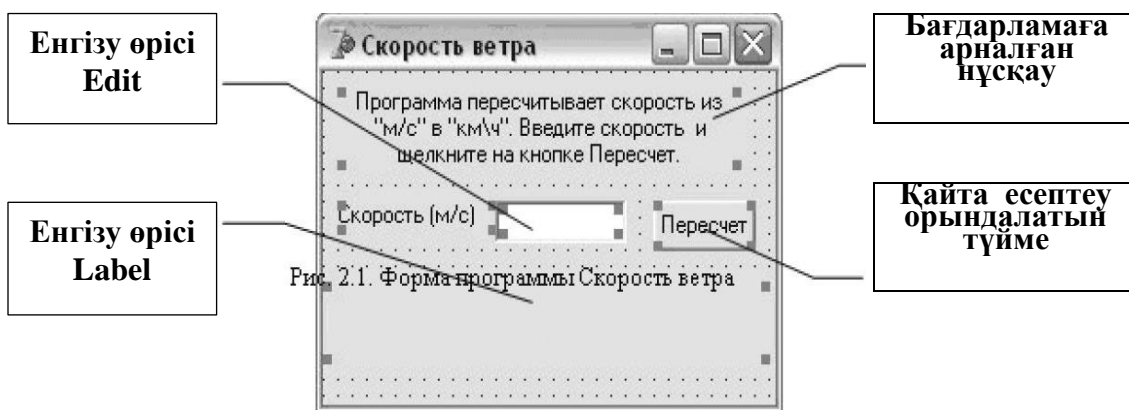 Енгізу өрісі
Edit
Енгізу өрісі
Label
Скорость ветра
Программа пересчитывает скорость из
"м/с" в "км\ч". Введите скорость и
щелкните на кнопке Пересчет.
Скорость (м/с)
Пересчет
Рис. 2.1. Форма программы Скорость ветра
Бағдарламаға
арналған
нұсқау
Қайта есептеу
орындалатын
түйме